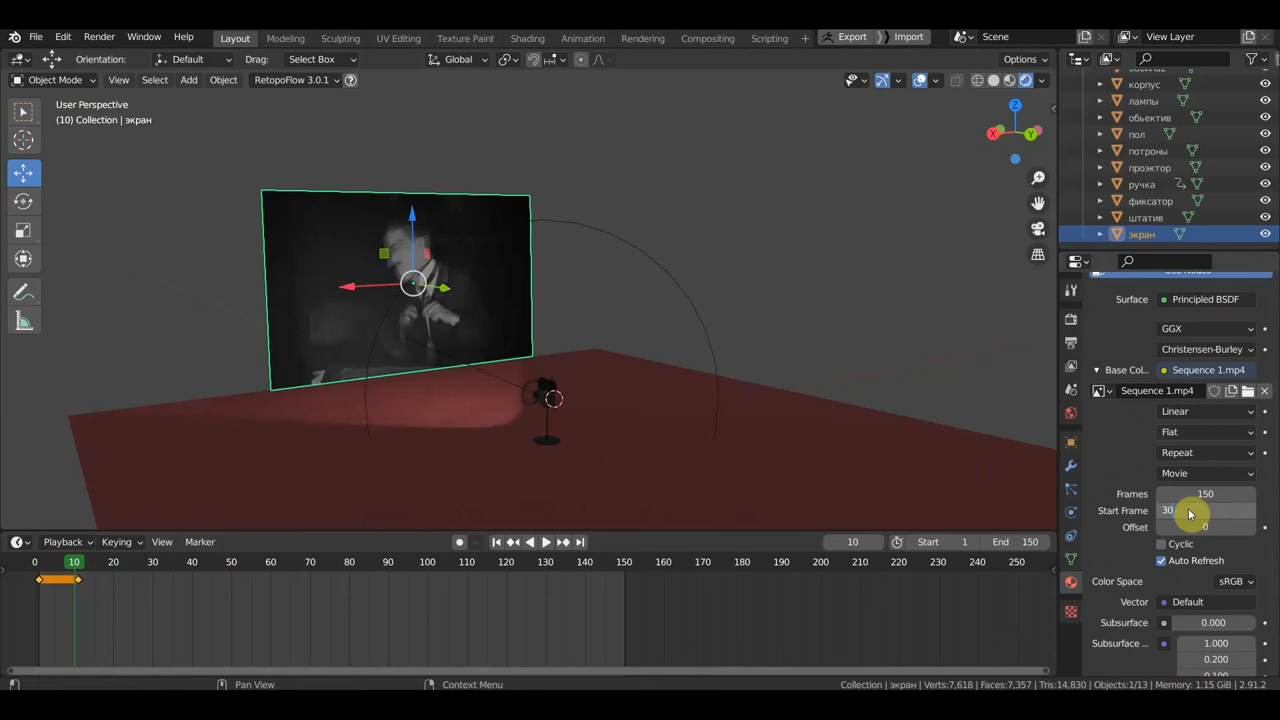 File Edit Render Window Help Layout Modeling Sculpting UV Editing Texture Paint Shading Animation Rendering Compositing Scripting + Export Import Scene View Layer
Orientation: Default Drag: Select Box Global Options
Object Mode View Select Add Object RetopoFlow 3.0.1 ?
User Perspective
(10) Collection | экран
Z
X
Y
корпус
лампы
обьектив
пол
потроны
проэктор
ручка
фиксатор
штатив
экран
Surface Principled BSDF
GGX
Christensen-Burley
Base Col... Sequence 1.mp4
Sequence 1.mp4
Linear
Flat
Repeat
Movie
Frames 150
Start Frame 30
Offset 0
Cyclic
Auto Refresh
Color Space sRGB
Vector Default
Subsurface 0.000
Subsurface ... 1.000
0.200
Playback Keying View Marker 10 Start 1 End 150
0 10 20 30 40 50 60 70 80 90 100 110 120 130 140 150 160 170 180 190 200 210 220 230 240 250
Pan View Context Menu Collection | экран | Verts:7,618 | Faces:7,357 | Tris:14,830 | Objects:1/13 | Memory: 1.15 GiB | 2.91.2